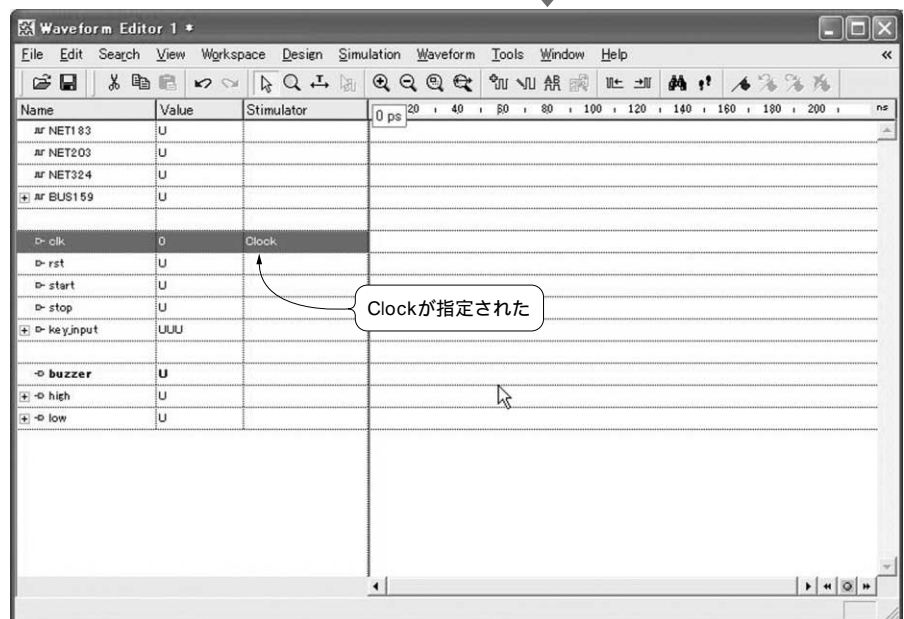 Waveform Editor 1 *
File Edit Search View Workspace Design Simulation Waveform Tools Window Help
Name Value Stimulator 0 ps 20 40 60 80 100 120 140 160 180 200 ns
NET183 U
NET203 U
NET324 U
BUS159 U
clk 0 Clock
rst U
start U
stop U
Clockが指定された
key_input UUU
buzzer U
high U
low U